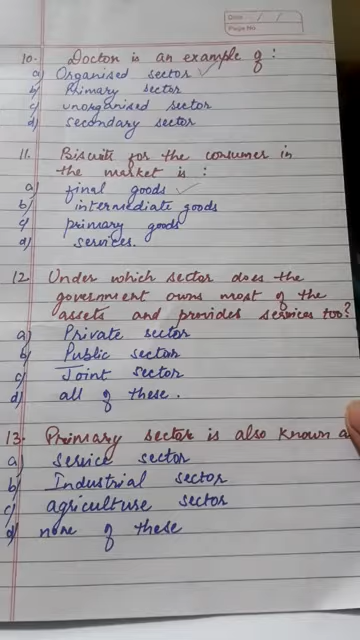 Date / /
Page No.
10. Doctor is an example of :
a) Organised sector ✓
b) Primary sector
c) unorganised sector
d) secondary sector
11. Biscuits for the consumer in
the market is :
a) final goods ✓
b) intermediate goods
c) primary goods
d) services.
12 Under which sector does the
government owns most of the
assets and provides services too?
a) Private sector
b) Public sector
c) Joint sector
d) all of these.
13. Primary sector is also known a
a) service sector
b) Industrial sector
c) agriculture sector
d) none of these